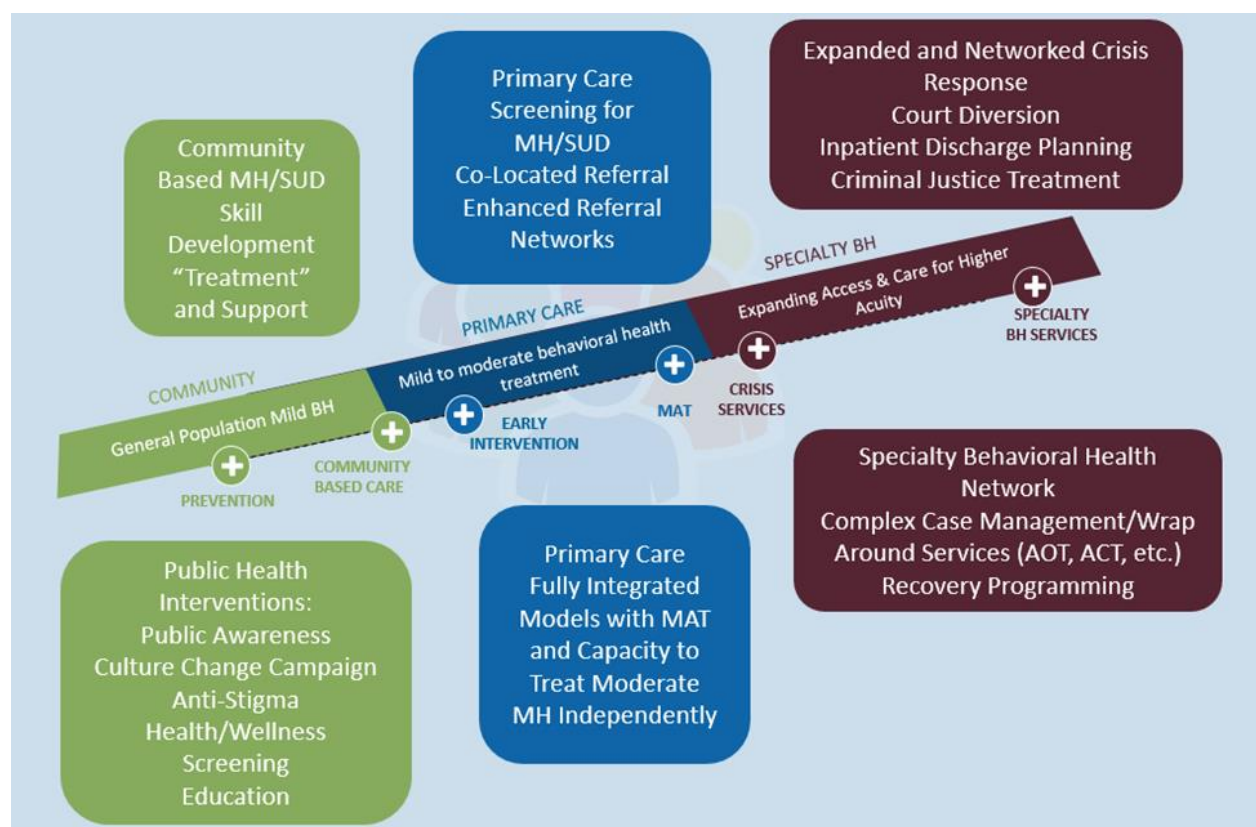 Community
Based MH/SUD
Skill
Development
“Treatment”
and Support
Primary Care
Screening for
MH/SUD
Co-Located Referral
Enhanced Referral
Networks
Expanded and Networked Crisis
Response
Court Diversion
Inpatient Discharge Planning
Criminal Justice Treatment
COMMUNITY
General Population Mild BH
PREVENTION
COMMUNITY
BASED CARE
PRIMARY CARE
Mild to moderate behavioral health
treatment
EARLY
INTERVENTION
MAT
SPECIALTY BH
Expanding Access & Care for Higher
Acuity
CRISIS
SERVICES
SPECIALTY
BH SERVICES
Public Health
Interventions:
Public Awareness
Culture Change Campaign
Anti-Stigma
Health/Wellness
Screening
Education
Primary Care
Fully Integrated
Models with MAT
and Capacity to
Treat Moderate
MH Independently
Specialty Behavioral Health
Network
Complex Case Management/Wrap
Around Services (AOT, ACT, etc.)
Recovery Programming